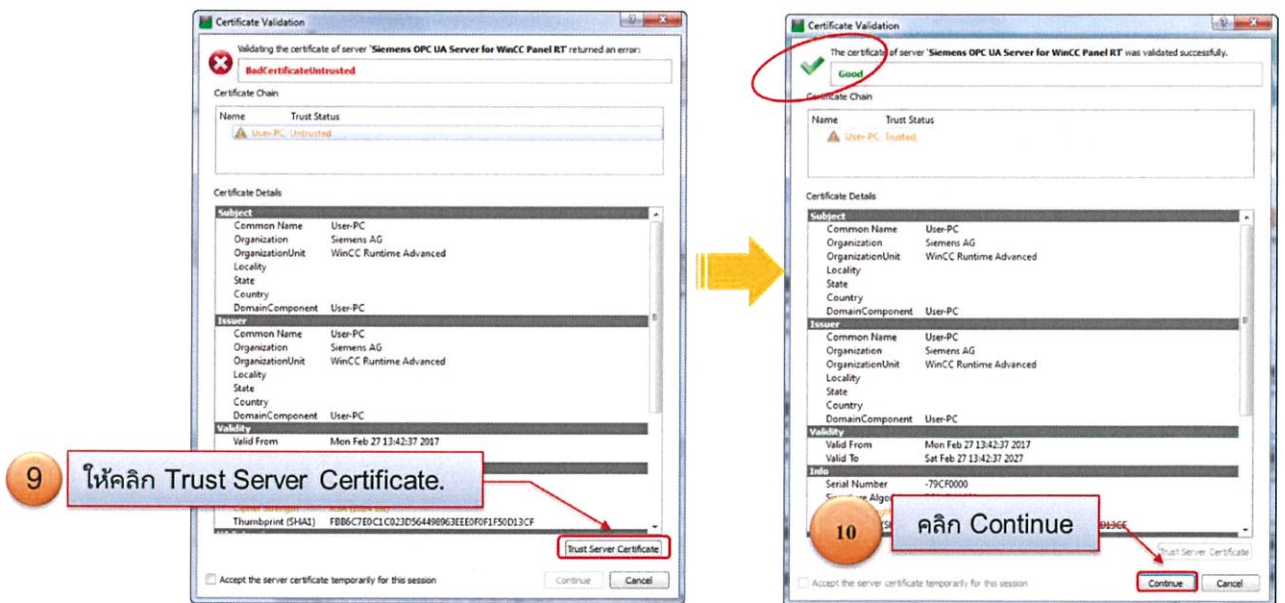 Certificate Validation
Validating the certificate of server 'Siemens OPC UA Server for WinCC Panel RT' returned an error:
BadCertificateUntrusted
Certificate Chain
Name Trust Status
User-PC Untrusted
Certificate Details
Subject
Common Name User-PC
Organization Siemens AG
OrganizationUnit WinCC Runtime Advanced
Locality
State
Country
DomainComponent User-PC
Issuer
Common Name User-PC
Organization Siemens AG
OrganizationUnit WinCC Runtime Advanced
Locality
State
Country
DomainComponent User-PC
Validity
Valid From Mon Feb 27 13:42:37 2017
9 ให้คลิก Trust Server Certificate.
Thumbprint (SHA1) FBB6C7E0C1C023D564498963EEE0F0F1F50D13CF
Trust Server Certificate
Accept the server certificate temporarily for this session
Continue Cancel
Certificate Validation
The certificate of server 'Siemens OPC UA Server for WinCC Panel RT' was validated successfully.
Good
Certificate Chain
Name Trust Status
User-PC Trusted
Certificate Details
Subject
Common Name User-PC
Organization Siemens AG
OrganizationUnit WinCC Runtime Advanced
Locality
State
Country
DomainComponent User-PC
Issuer
Common Name User-PC
Organization Siemens AG
OrganizationUnit WinCC Runtime Advanced
Locality
State
Country
DomainComponent User-PC
Validity
Valid From Mon Feb 27 13:42:37 2017
Valid To Sat Feb 27 13:42:37 2027
Info
Serial Number -79CF0000
10 คลิก Continue
Trust Server Certificate
Accept the server certificate temporarily for this session
Continue Cancel